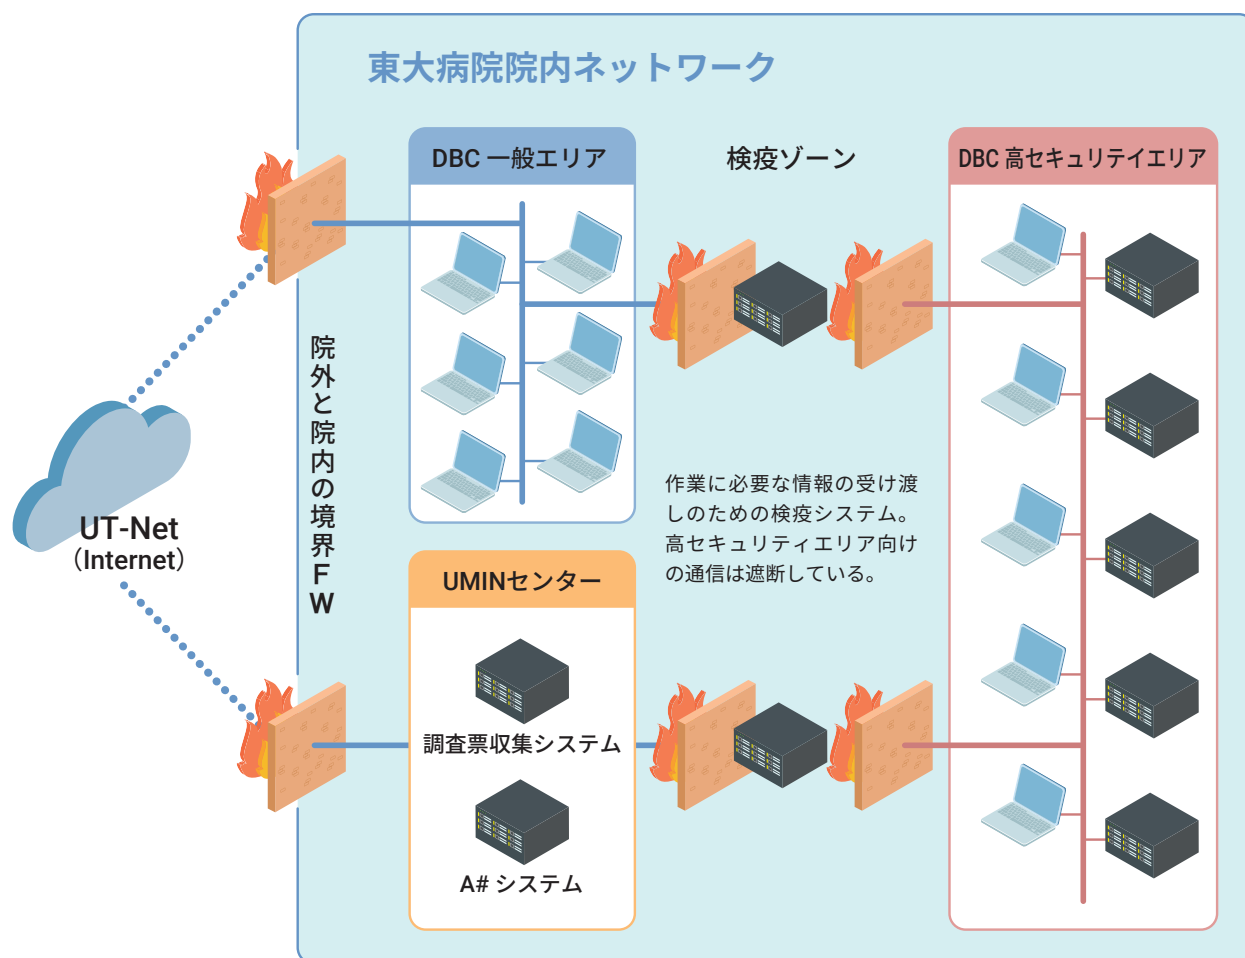 東大病院院内ネットワーク
DBC 一般エリア
検疫ゾーン
DBC 高セキュリテイエリア
院外と院内の境界FW
UT-Net
(Internet)
作業に必要な情報の受け渡
しのための検疫システム。
高セキュリティエリア向け
の通信は遮断している。
UMINセンター
調査票収集システム
A# システム